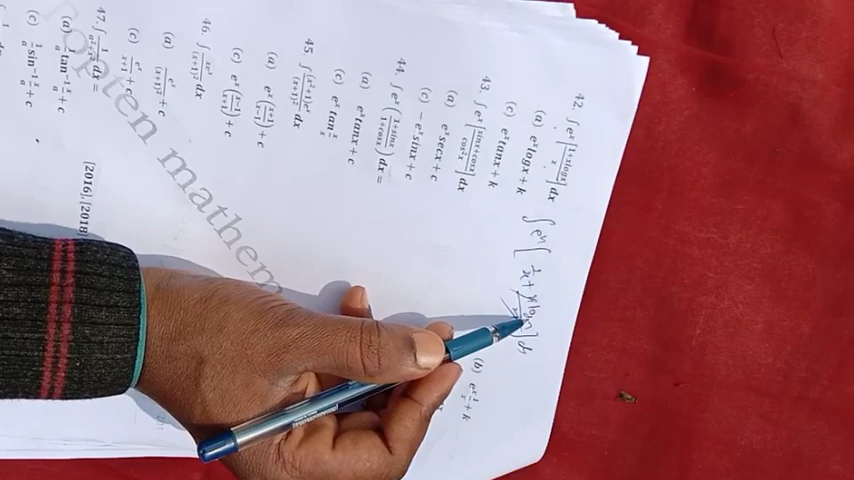 42. ∫ eˣ [(1+xlogx)/x] dx
(a) eˣlogx + k
(b) eˣ 1/x + k
(c) eˣtanx + k
∫ eˣ [ 1/x + x logx/x ] dx
43. ∫ eˣ [(sinx+cosx)/cos²x] dx
(a) eˣsecx + c
(c) −eˣsinx + c
44. ∫ eˣ ((1+sinx)/(1+cosx)) dx =
(a) eˣtanx + c
(c) eˣtan x/x
45. ∫ (x²+1)eˣ/(x+1)² dx
(a) eˣ((x+1)/(x−1)) + c
(c) eˣ((x−1)/(x+1)) + c
46. ∫ xeˣ/(x+1)² dx
(a) eˣ/(x+1)² + c
(c) eˣ/(x+1) + c
47. ∫ 1/(a²+x²) dx =
[2016], [2018]
(a) 1/a tan⁻¹ x/a + c
(c) 1/a sin⁻¹ x/a + c
Topten mathem